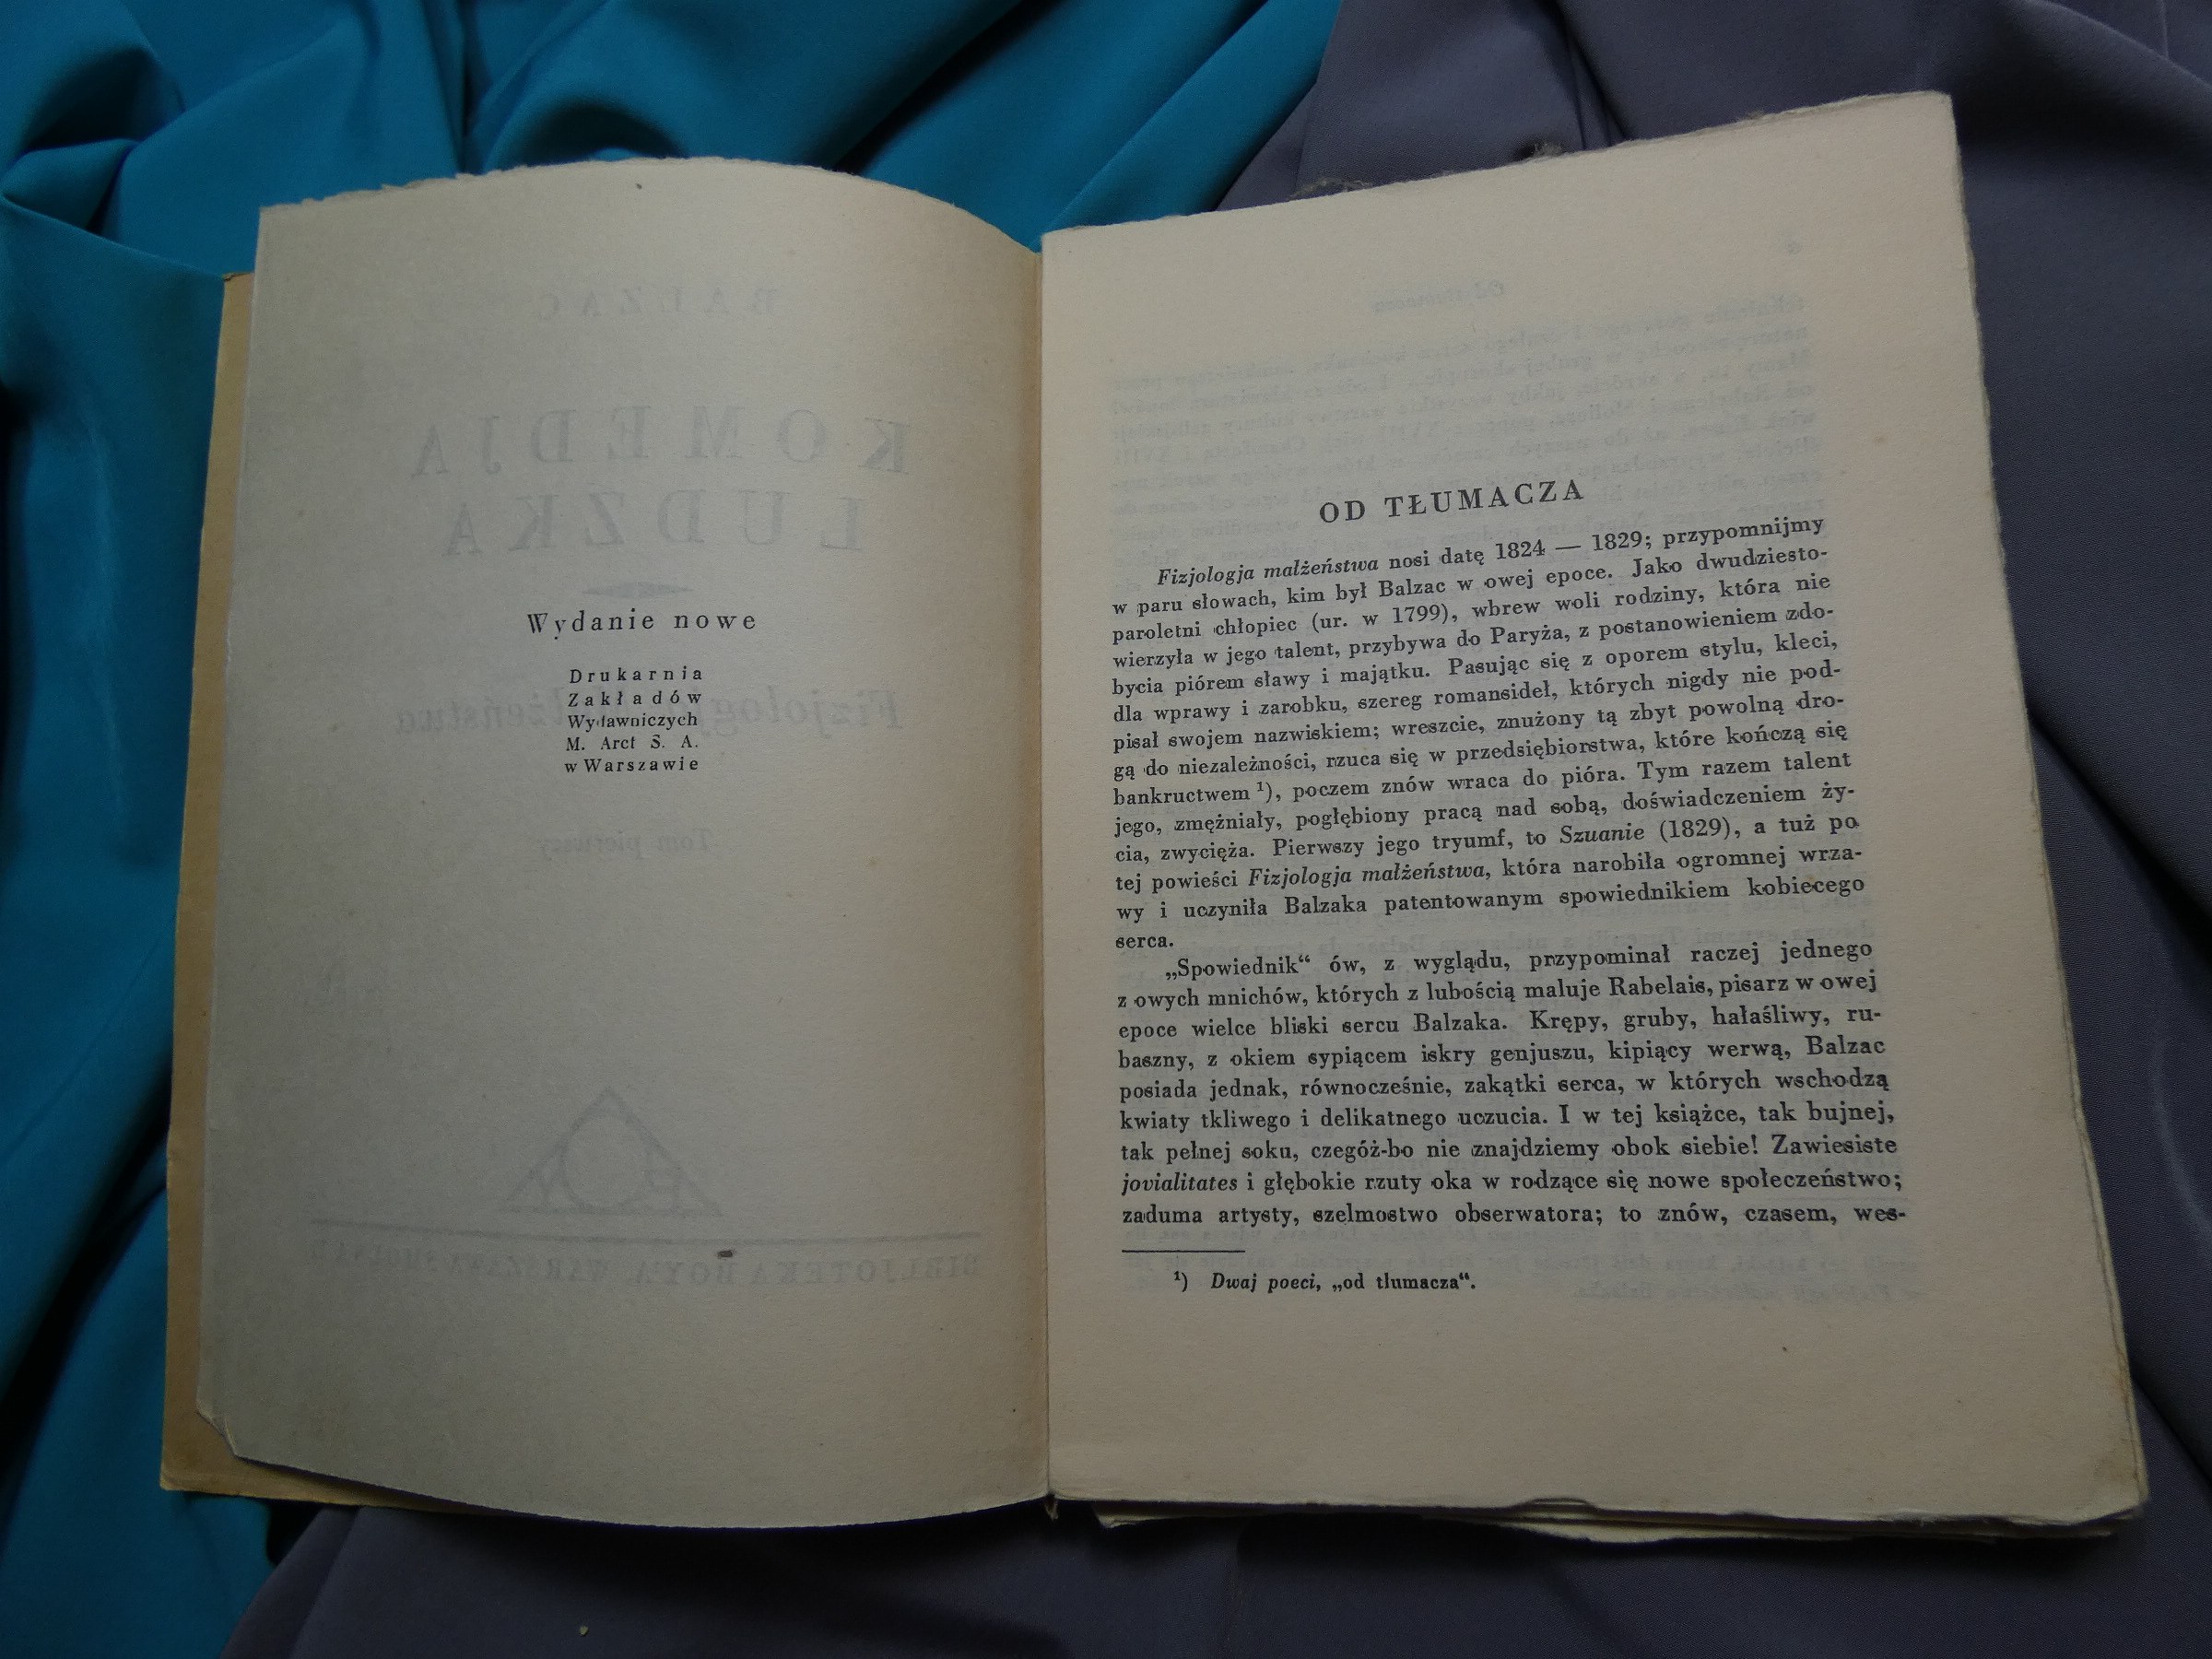 Wydanie nowe
Drukarnia
Zakładów
Wydawniczych
M. Arct S. A.
w Warszawie
OD TŁUMACZA
Fizjologja małżeństwa nosi datę 1824 — 1829; przypomnijmy
w paru słowach, kim był Balzac w owej epoce. Jako dwudziesto-
paroletni chłopiec (ur. w 1799), wbrew woli rodziny, która nie
wierzyła w jego talent, przybywa do Paryża, z postanowieniem zdo-
bycia piórem sławy i majątku. Pasując się z oporem stylu, kleci,
dla wprawy i zarobku, szereg romansideł, których nigdy nie pod-
pisał swojem nazwiskiem; wreszcie, znużony tą zbyt powolną dro-
gą do niezależności, rzuca się w przedsiębiorstwa, które kończą się
bankructwem ¹), poczem znów wraca do pióra. Tym razem talent
jego, zmężniały, pogłębiony pracą nad sobą, doświadczeniem ży-
cia, zwycięża. Pierwszy jego tryumf, to Szuanie (1829), a tuż po
tej powieści Fizjologja małżeństwa, która narobiła ogromnej wrza-
wy i uczyniła Balzaka patentowanym spowiednikiem kobiecego
serca.
„Spowiednik“ ów, z wyglądu, przypominał raczej jednego
z owych mnichów, których z lubością maluje Rabelais, pisarz w owej
epoce wielce bliski sercu Balzaka. Krępy, gruby, hałaśliwy, ru-
baszny, z okiem sypiącem iskry genjuszu, kipiący werwą, Balzac
posiada jednak, równocześnie, zakątki serca, w których wschodzą
kwiaty tkliwego i delikatnego uczucia. I w tej książce, tak bujnej,
tak pełnej soku, czegóż-bo nie znajdziemy obok siebie! Zawiesiste
jovialitates i głębokie rzuty oka w rodzące się nowe społeczeństwo;
zaduma artysty, szelmostwo obserwatora; to znów, czasem, wes-
¹) Dwaj poeci, „od tłumacza“.